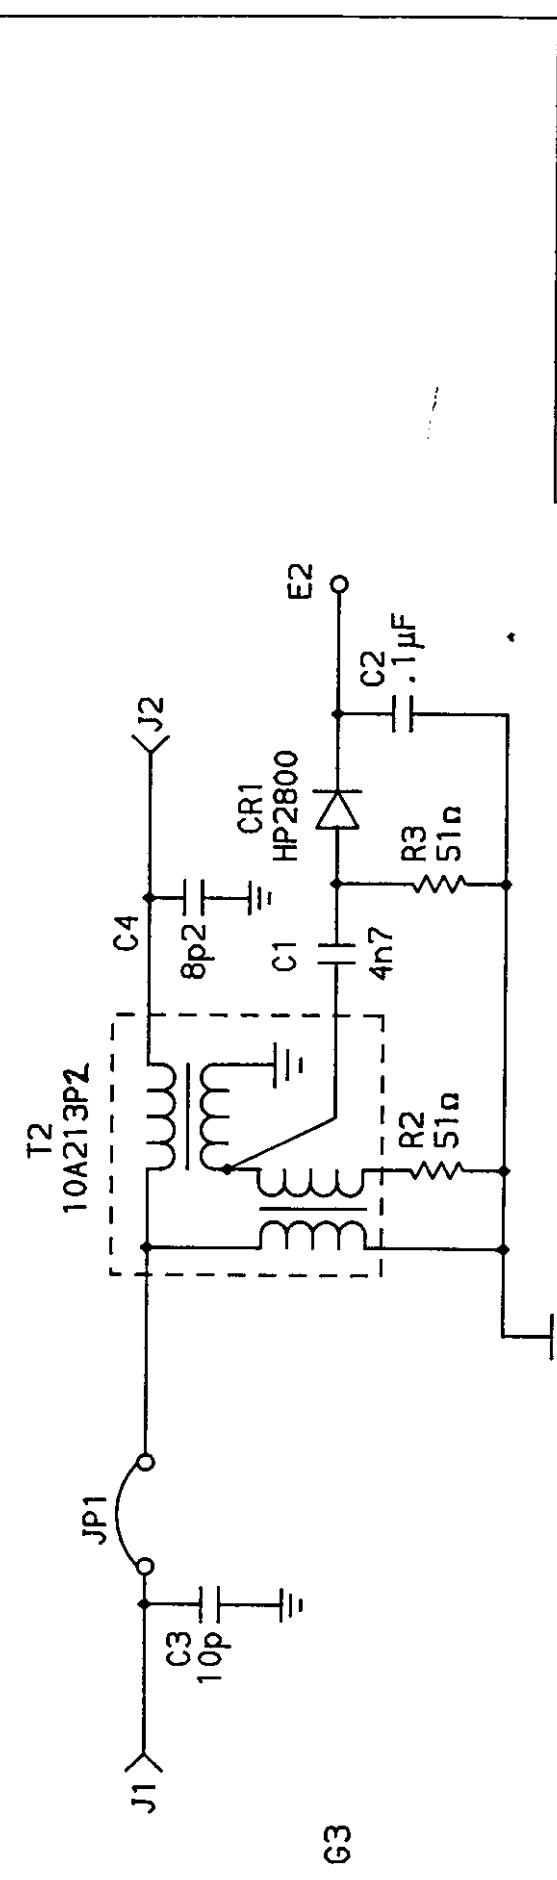 G3
J1
C3
10p
JP1
T2
10A213P2
C4
8p2
J2
C1
4n7
R2
51Ω
R3
51Ω
CR1
HP2800
C2
.1µF
E2